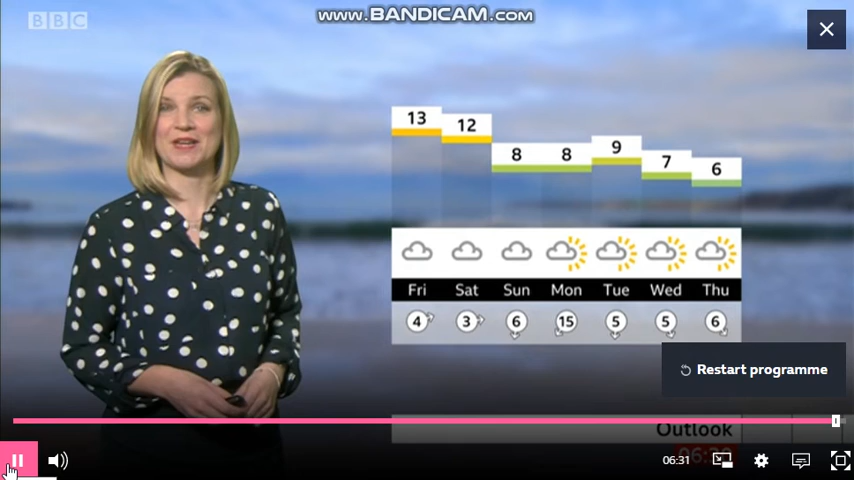 BBC
www.BANDICAM.com
13 12 8 8 9 7 6
Fri Sat Sun Mon Tue Wed Thu
4 3 6 15 5 5 6
Restart programme
Outlook
06:31